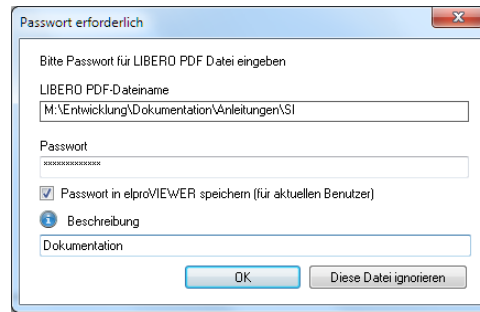 Passwort erforderlich
Bitte Passwort für LIBERO PDF Datei eingeben
LIBERO PDF-Dateiname
M:\Entwicklung\Dokumentation\Anleitungen\SI
Passwort
×××××××××××××
Passwort in elproVIEWER speichern (für aktuellen Benutzer)
Beschreibung
Dokumentation
OK Diese Datei ignorieren